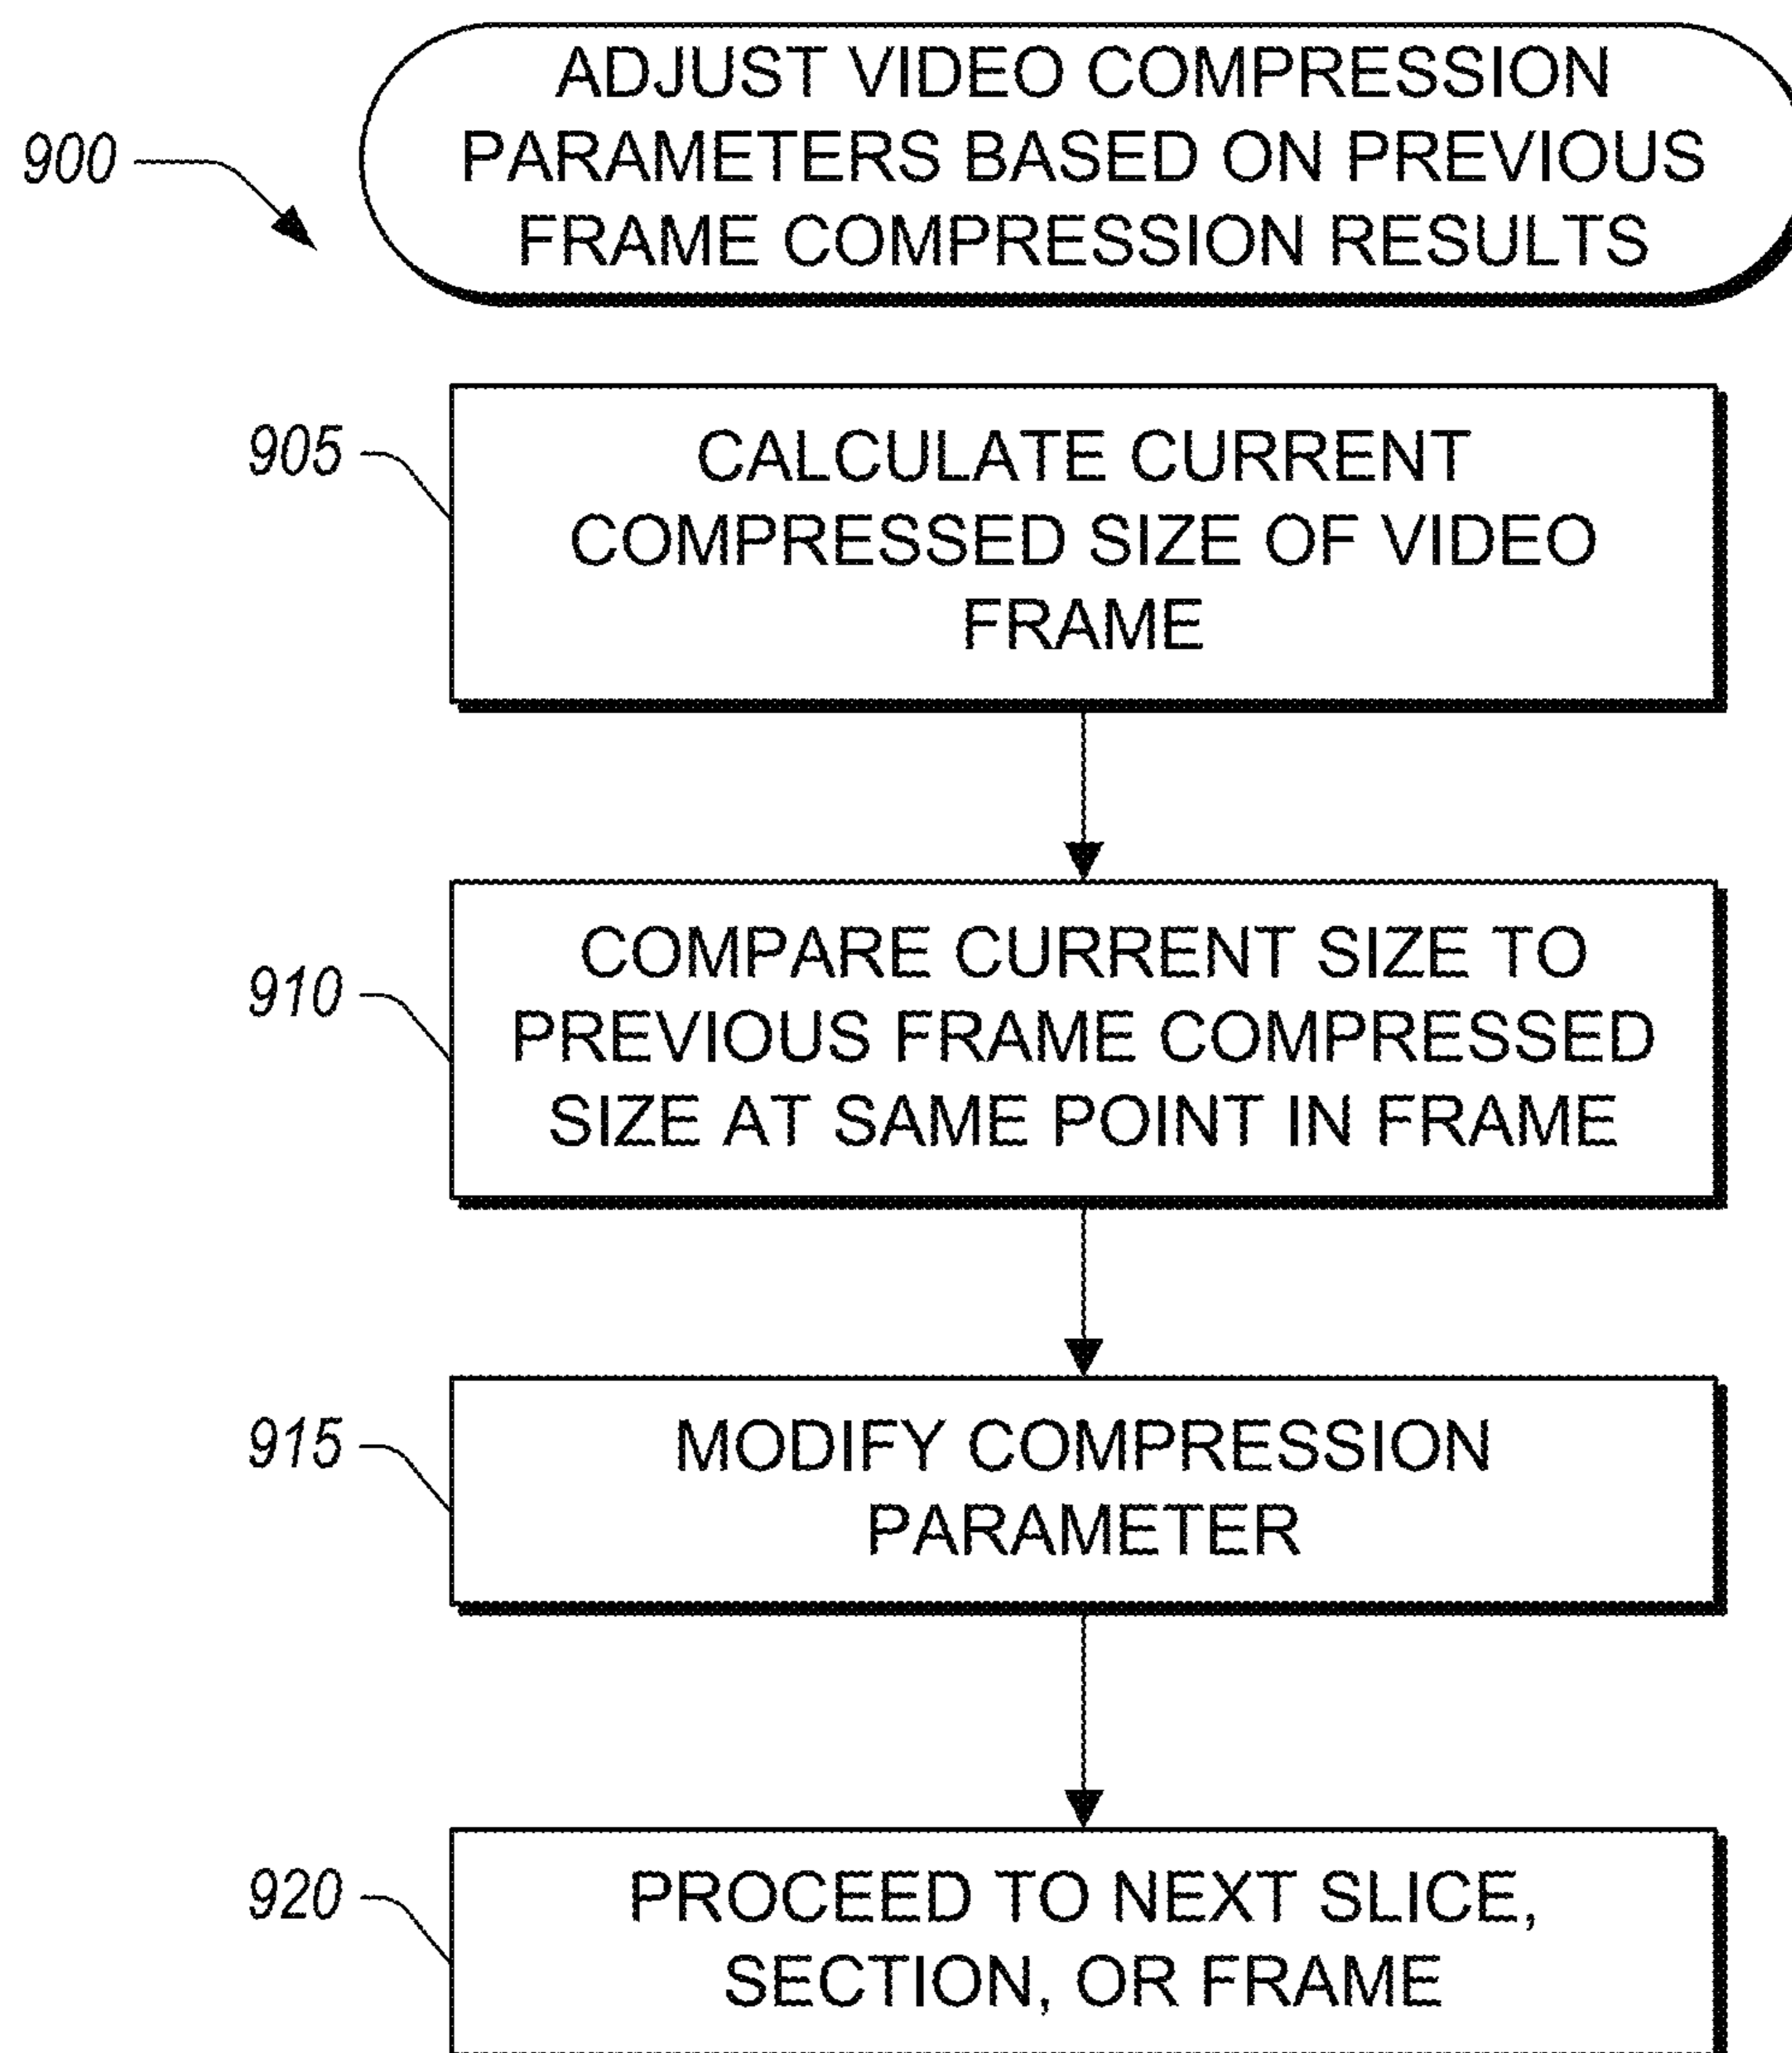 ADJUST VIDEO COMPRESSION
PARAMETERS BASED ON PREVIOUS
FRAME COMPRESSION RESULTS
900
905
CALCULATE CURRENT
COMPRESSED SIZE OF VIDEO
FRAME
910
COMPARE CURRENT SIZE TO
PREVIOUS FRAME COMPRESSED
SIZE AT SAME POINT IN FRAME
915
MODIFY COMPRESSION
PARAMETER
920
PROCEED TO NEXT SLICE,
SECTION, OR FRAME